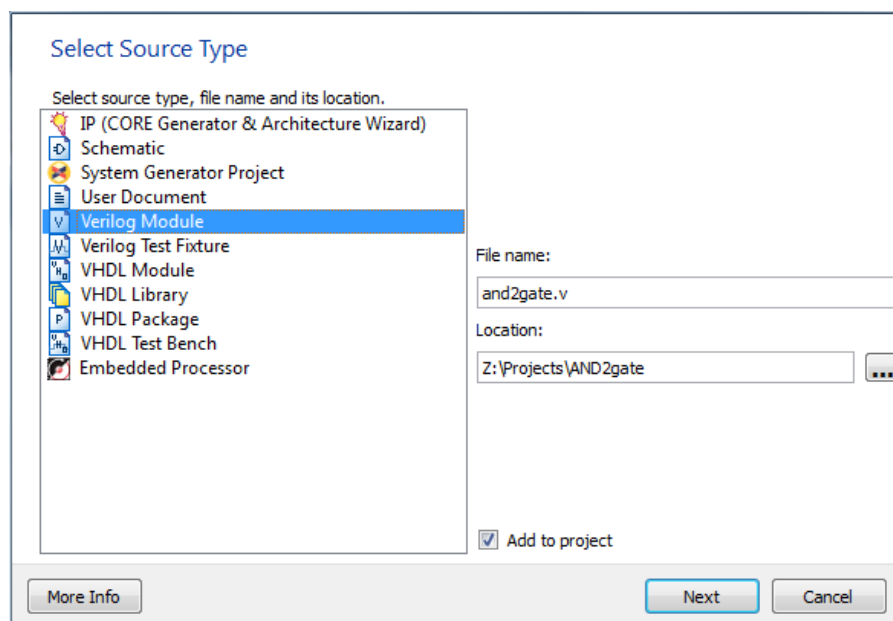 Select Source Type
Select source type, file name and its location.
IP (CORE Generator & Architecture Wizard)
Schematic
System Generator Project
User Document
Verilog Module
Verilog Test Fixture
VHDL Module
VHDL Library
VHDL Package
VHDL Test Bench
Embedded Processor
File name:
and2gate.v
Location:
Z:\Projects\AND2gate
...
Add to project
More Info
Next
Cancel